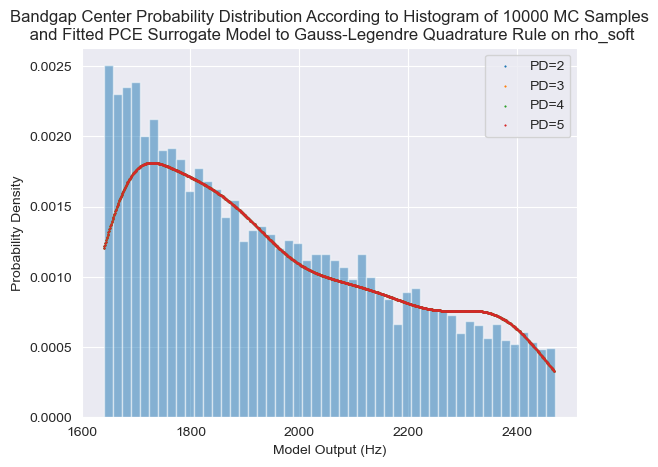 Bandgap Center Probability Distribution According to Histogram of 10000 MC Samples
and Fitted PCE Surrogate Model to Gauss-Legendre Quadrature Rule on rho_soft
PD=2
PD=3
PD=4
PD=5
Probability Density
0.0025
0.0020
0.0015
0.0010
0.0005
0.0000
1600 1800 2000 2200 2400
Model Output (Hz)